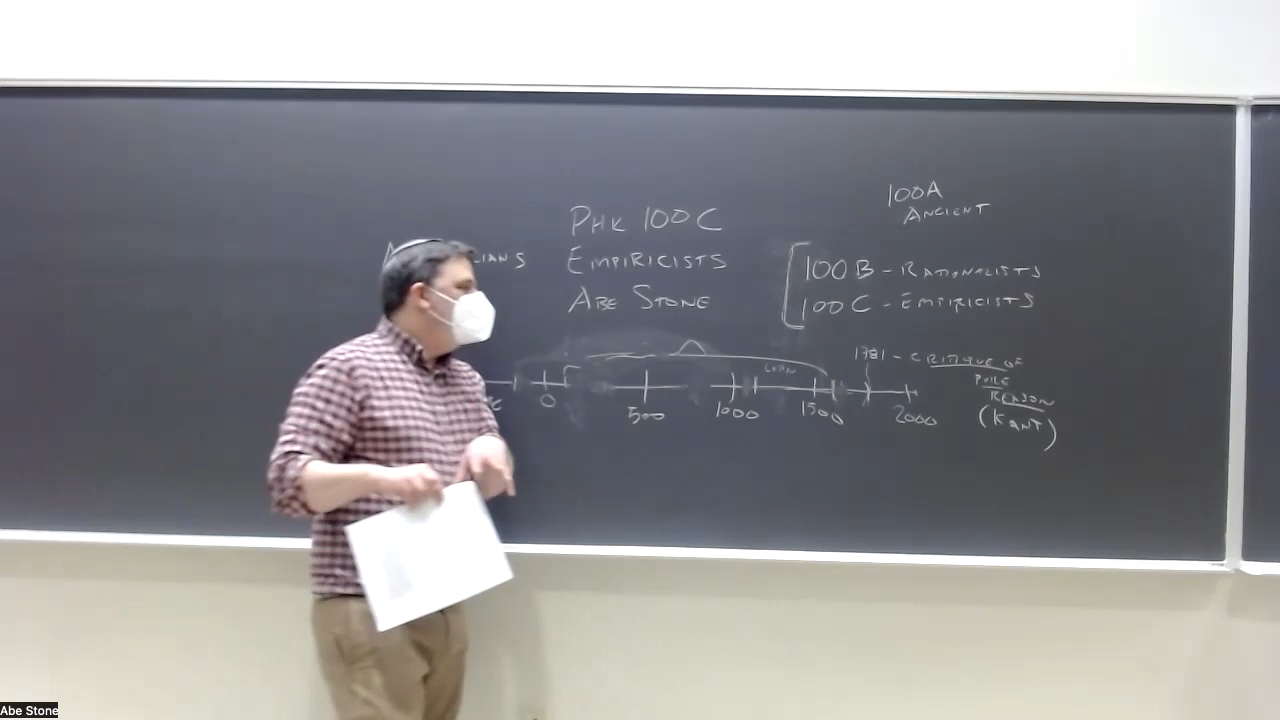 100A
ANCIENT
PHIL 100C
EMPIRICISTS
ABE STONE
100B - RATIONALISTS
100C - EMPIRICISTS
1781 - CRITIQUE OF
PURE
REASON
(KANT)
0
500
1000
1500
2000
Abe Stone